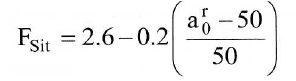 F_Sit = 2.6 – 0.2 ( (a_0^r – 50) / 50 )